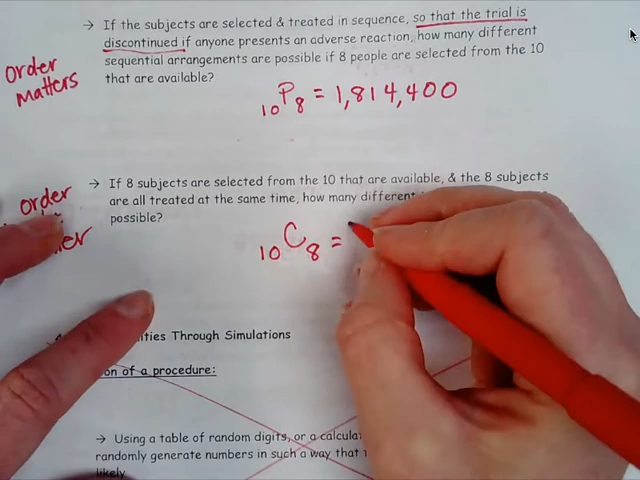 → If the subjects are selected & treated in sequence, so that the trial is
discontinued if anyone presents an adverse reaction, how many different
sequential arrangements are possible if 8 people are selected from the 10
that are available?
order
matters
10P8 = 1,814,400
→ If 8 subjects are selected from the 10 that are available, & the 8 subjects
are all treated at the same time, how many different
possible?
order
10C8 =
ities Through Simulations
on of a procedure:
→ Using a table of random digits, or a calcula
randomly generate numbers in such a way that
likely